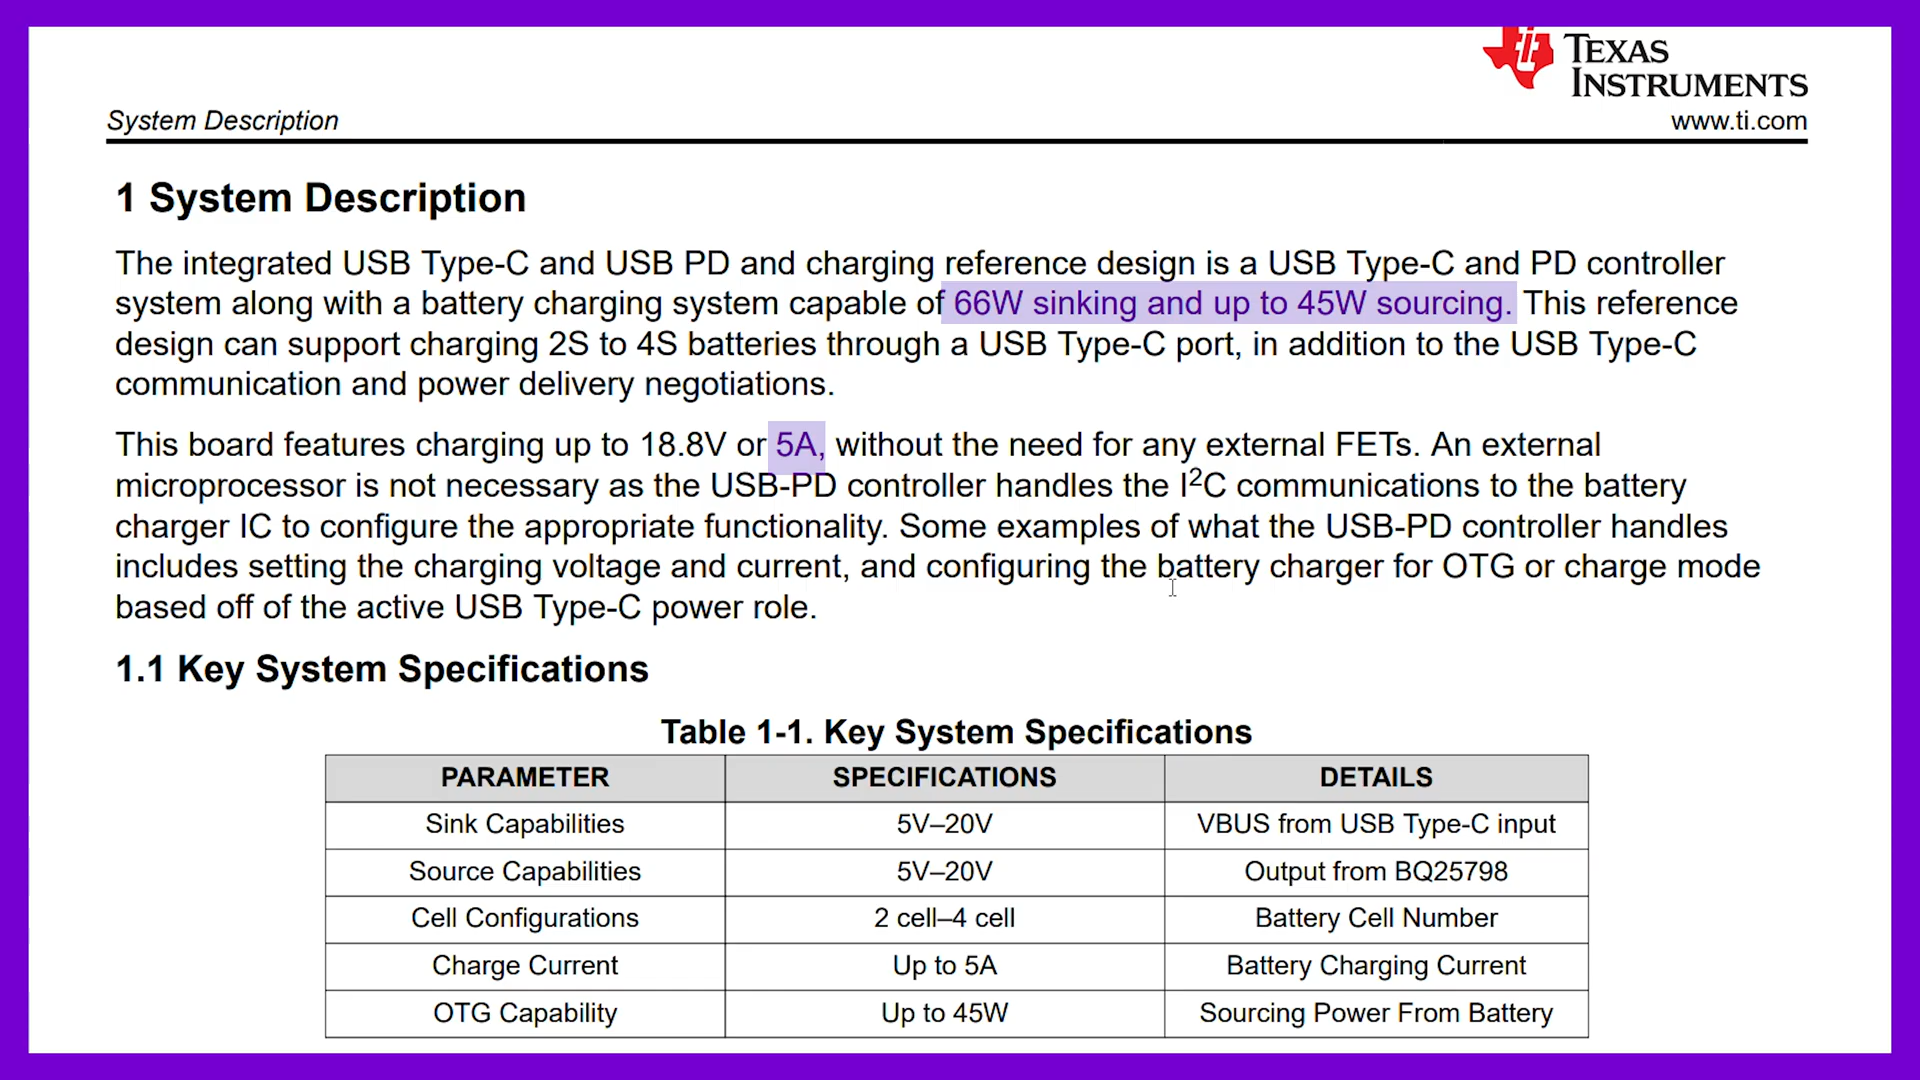 TEXAS
INSTRUMENTS
System Description
www.ti.com
1 System Description
The integrated USB Type-C and USB PD and charging reference design is a USB Type-C and PD controller
system along with a battery charging system capable of 66W sinking and up to 45W sourcing. This reference
design can support charging 2S to 4S batteries through a USB Type-C port, in addition to the USB Type-C
communication and power delivery negotiations.
This board features charging up to 18.8V or 5A, without the need for any external FETs. An external
microprocessor is not necessary as the USB-PD controller handles the I²C communications to the battery
charger IC to configure the appropriate functionality. Some examples of what the USB-PD controller handles
includes setting the charging voltage and current, and configuring the battery charger for OTG or charge mode
based off of the active USB Type-C power role.
1.1 Key System Specifications
Table 1-1. Key System Specifications
PARAMETER SPECIFICATIONS DETAILS
Sink Capabilities 5V–20V VBUS from USB Type-C input
Source Capabilities 5V–20V Output from BQ25798
Cell Configurations 2 cell–4 cell Battery Cell Number
Charge Current Up to 5A Battery Charging Current
OTG Capability Up to 45W Sourcing Power From Battery